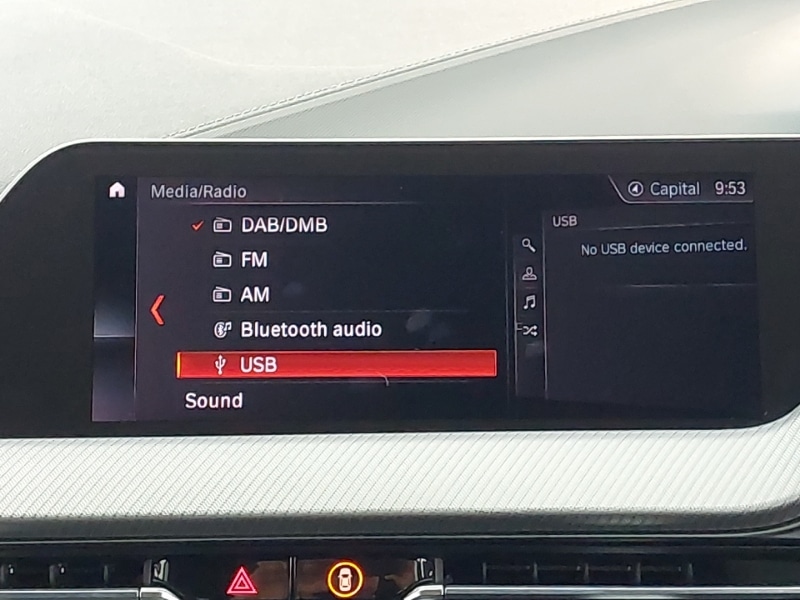 Media/Radio
Capital 9:53
DAB/DMB
FM
AM
Bluetooth audio
USB
Sound
USB
No USB device connected.